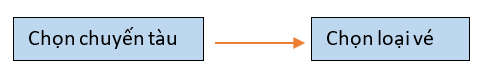 Chọn chuyến tàu
Chọn loại vé